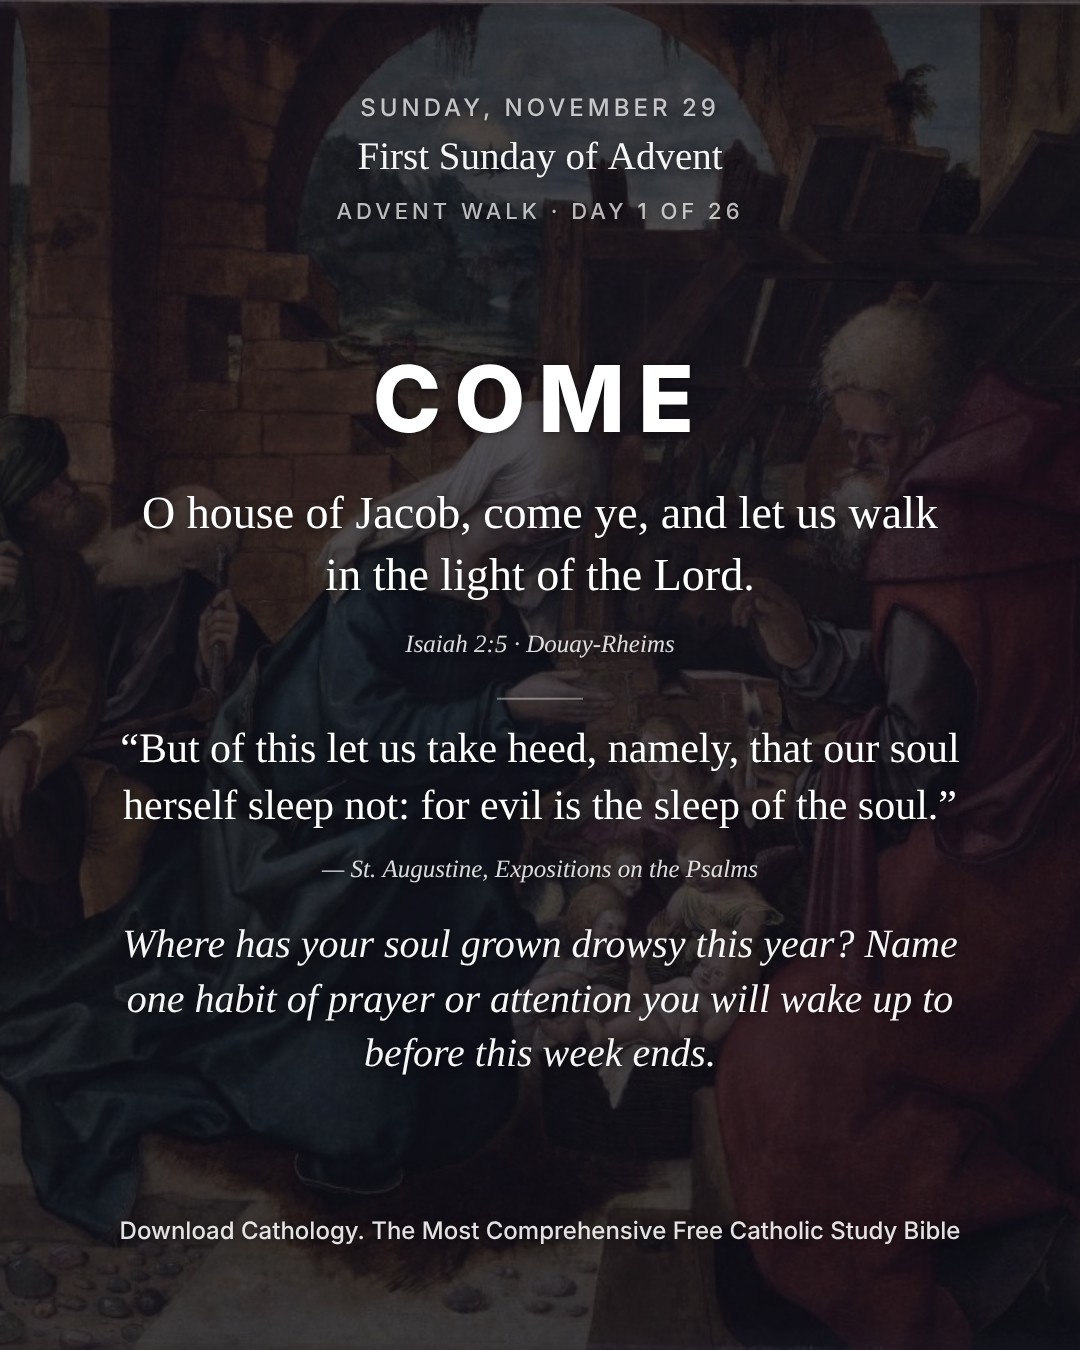 SUNDAY, NOVEMBER 29
First Sunday of Advent
ADVENT WALK · DAY 1 OF 26
COME
O house of Jacob, come ye, and let us walk
in the light of the Lord.
Isaiah 2:5 · Douay-Rheims
“But of this let us take heed, namely, that our soul
herself sleep not: for evil is the sleep of the soul.”
— St. Augustine, Expositions on the Psalms
Where has your soul grown drowsy this year? Name
one habit of prayer or attention you will wake up to
before this week ends.
Download Cathology. The Most Comprehensive Free Catholic Study Bible